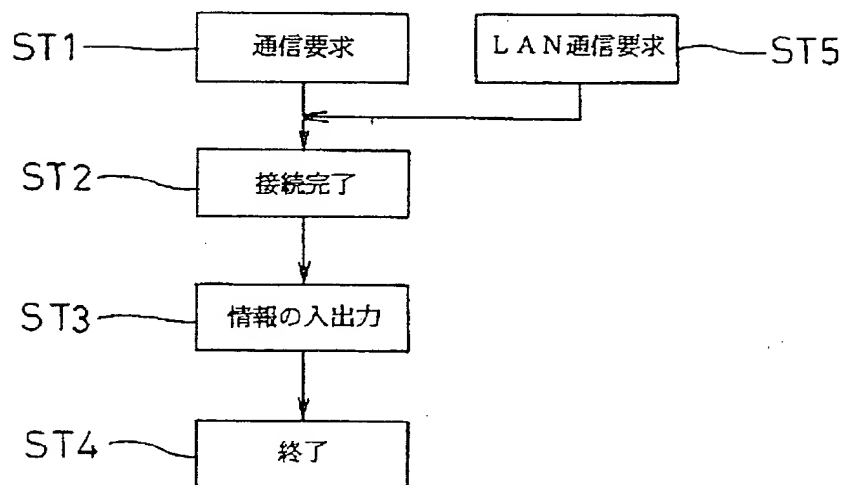 ST1
通信要求
LAN通信要求
ST5
ST2
接続完了
ST3
情報の入出力
ST4
終了